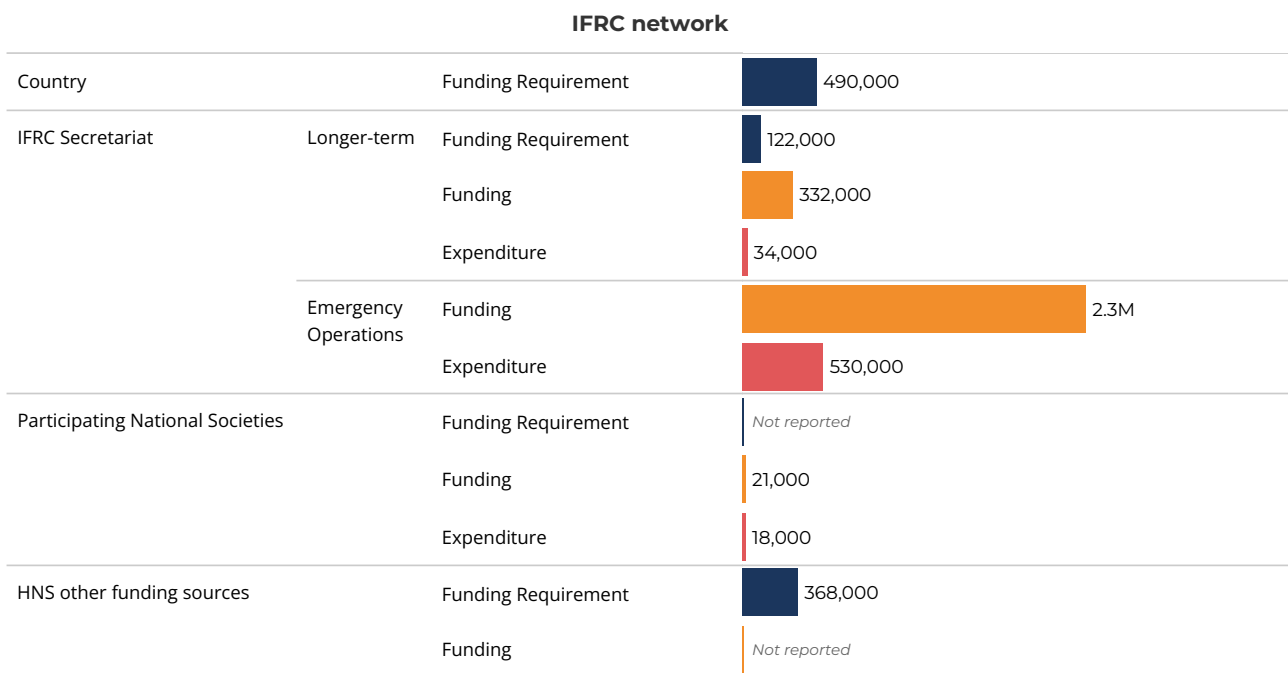 IFRC network
Country Funding Requirement 490,000
IFRC Secretariat Longer-term Funding Requirement 122,000
Funding 332,000
Expenditure 34,000
Emergency Operations Funding 2.3M
Expenditure 530,000
Participating National Societies Funding Requirement Not reported
Funding 21,000
Expenditure 18,000
HNS other funding sources Funding Requirement 368,000
Funding Not reported